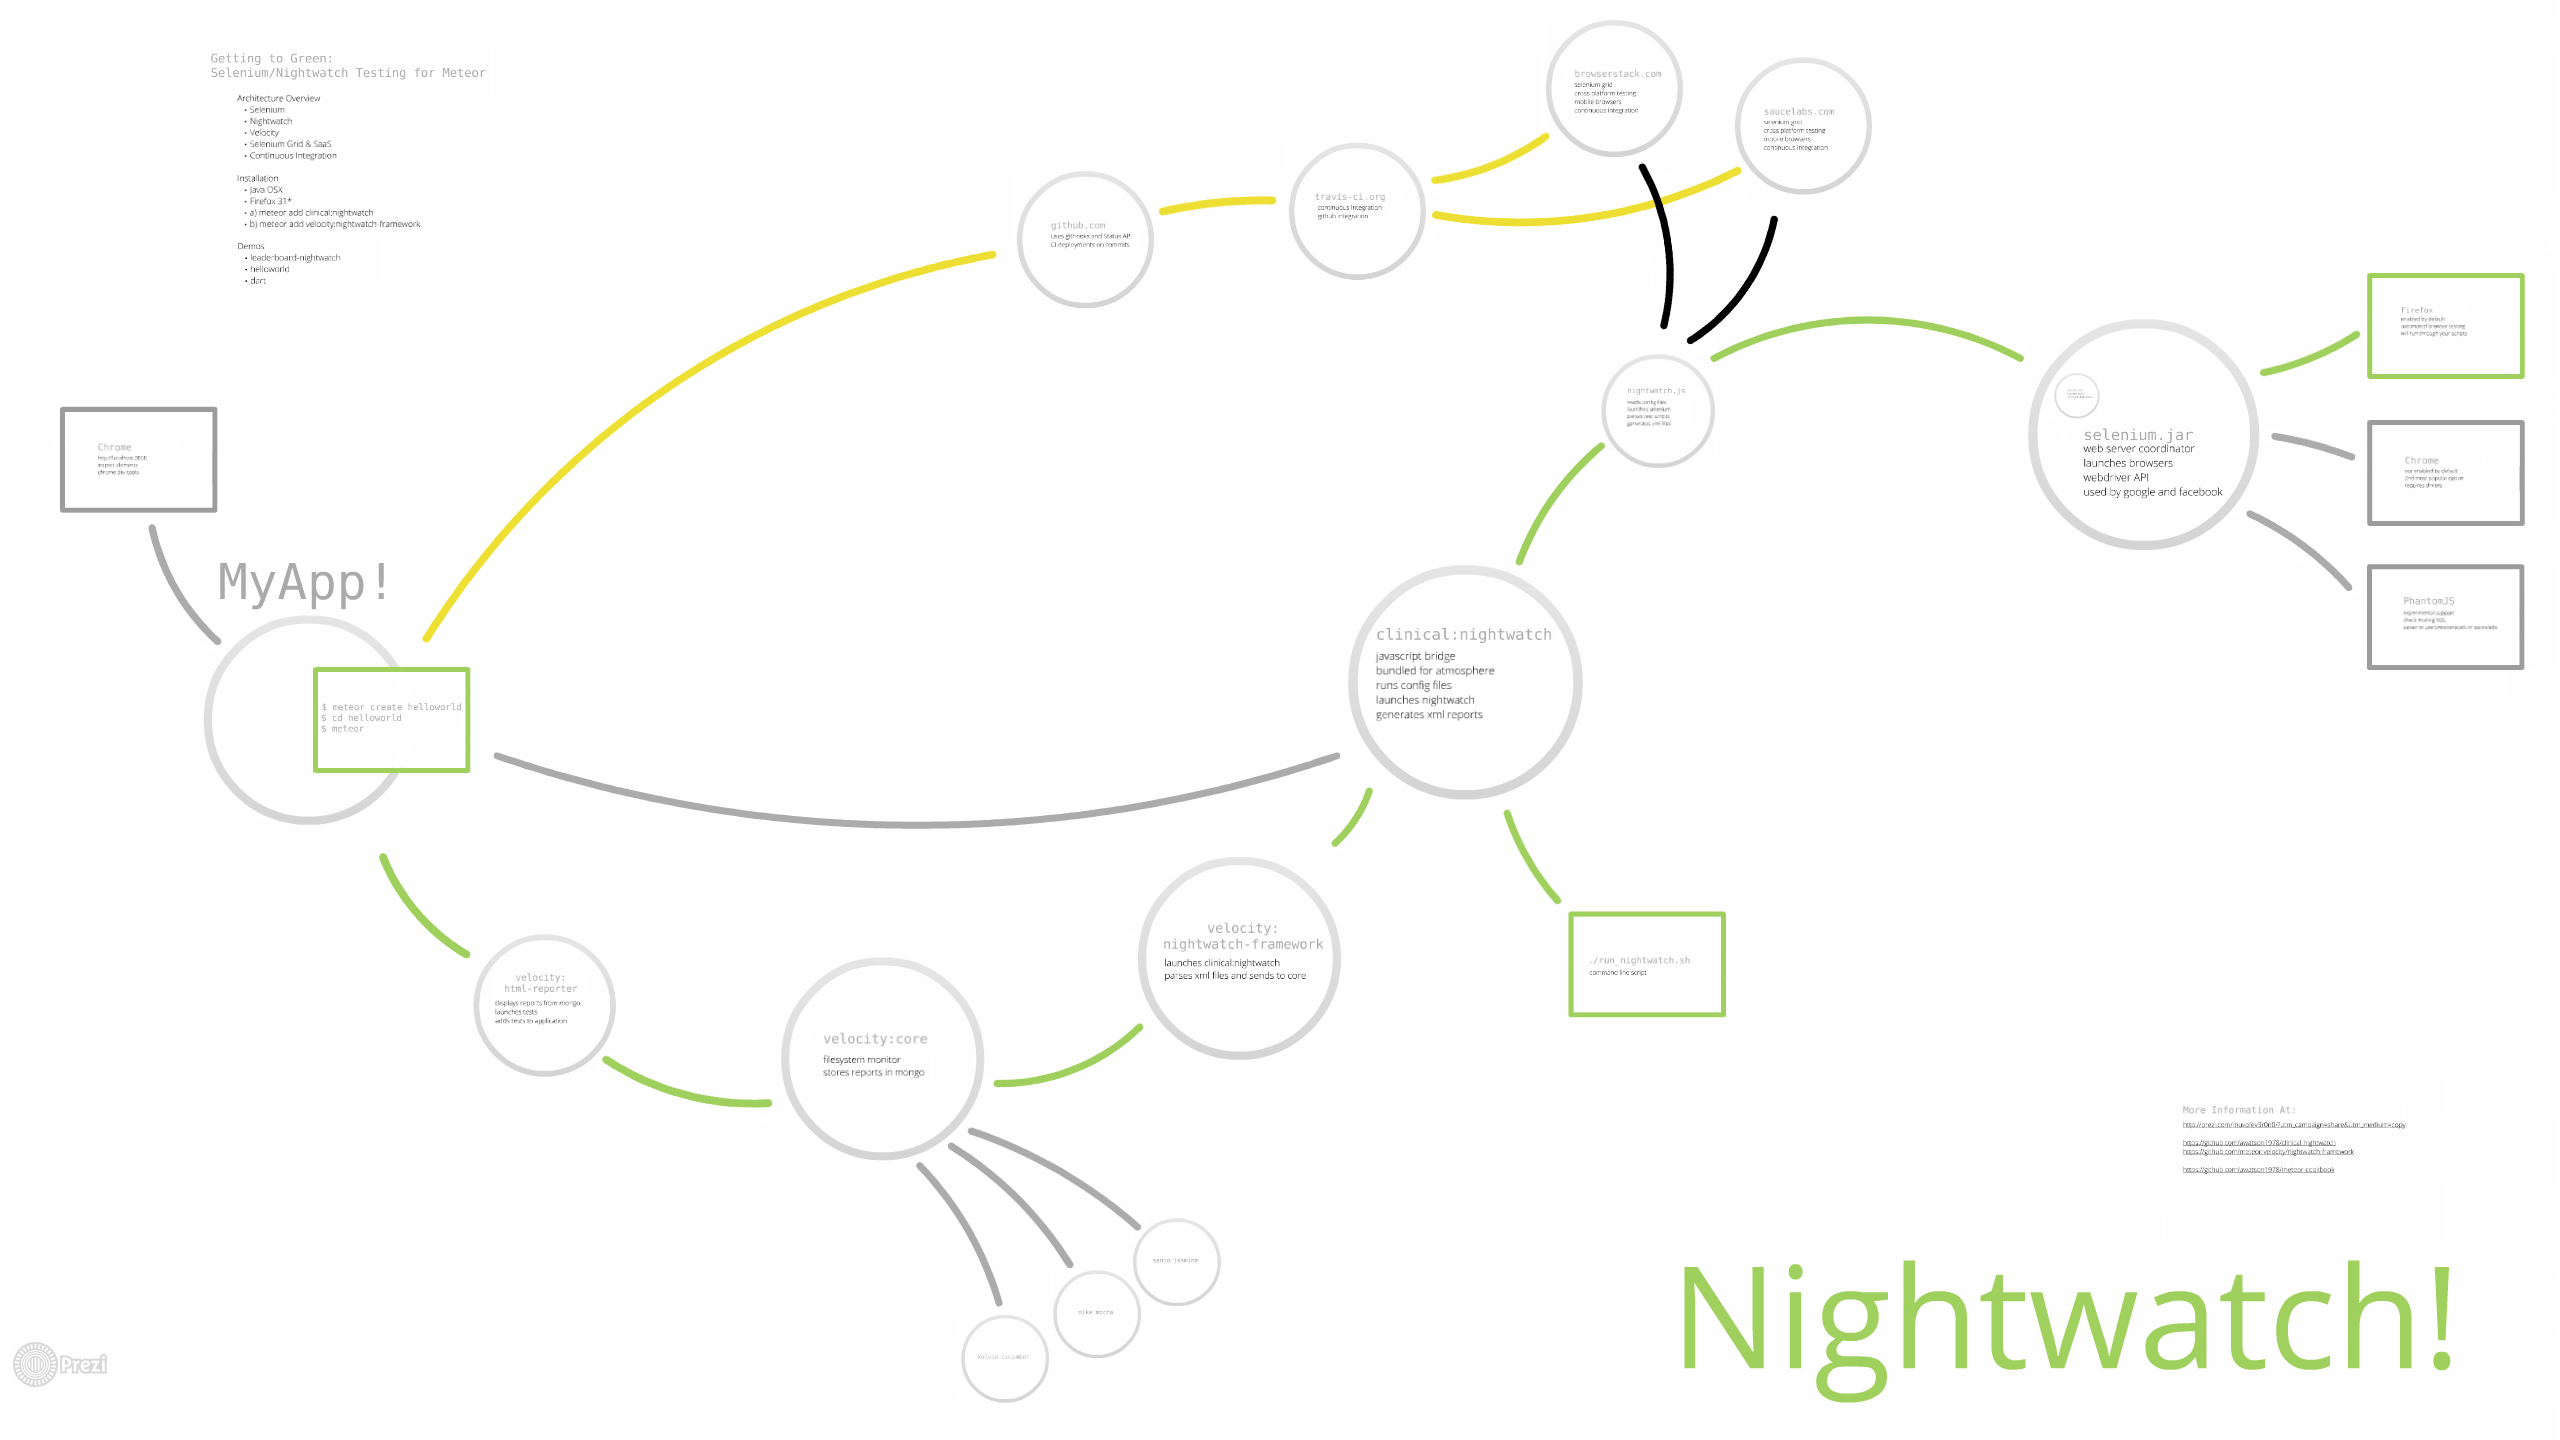 Getting to Green:
Selenium/Nightwatch Testing for Meteor
Architecture Overview
• Selenium
• Nightwatch
• Velocity
• Selenium Grid & SaaS
• Continuous Integration
Installation
• Java OSX
• Firefox 31*
• a) meteor add clinical:nightwatch
• b) meteor add velocity:nightwatch-framework
Demos
• leaderboard-nightwatch
• helloworld
• dart
browserstack.com
selenium grid
cross platform testing
mobile browsers
continuous integration
saucelabs.com
selenium grid
cross platform testing
mobile browsers
continuous integration
travis-ci.org
continuous integration
github integration
github.com
uses githooks and Status API
CI deployments on commits
nightwatch.js
reads config files
launches selenium
parses test scripts
generates xml files
selenium.jar
web server coordinator
launches browsers
webdriver API
used by google and facebook
Firefox
enabled by default
automated browser testing
will run through your scripts
Chrome
not enabled by default
2nd most popular option
requires drivers
PhantomJS
experimental support
check mailing lists
Chrome
inspect elements
chrome dev tools
MyApp!
$ meteor create helloworld
$ cd helloworld
$ meteor
clinical:nightwatch
javascript bridge
bundled for atmosphere
runs config files
launches nightwatch
generates xml reports
velocity:
nightwatch-framework
launches clinical:nightwatch
parses xml files and sends to core
./run_nightwatch.sh
command line script
velocity:
html-reporter
displays reports from mongo
launches tests
adds tests to application
velocity:core
filesystem monitor
stores reports in mongo
sanjo:jasmine
mike:mocha
xolvio:cucumber
More Information At:
http://prezi.com/muvofev3r0n0/?utm_campaign=share&utm_medium=copy
https://github.com/awatson1978/clinical-nightwatch
https://github.com/meteor-velocity/nightwatch-framework
https://github.com/awatson1978/meteor-cookbook
Nightwatch!
Prezi